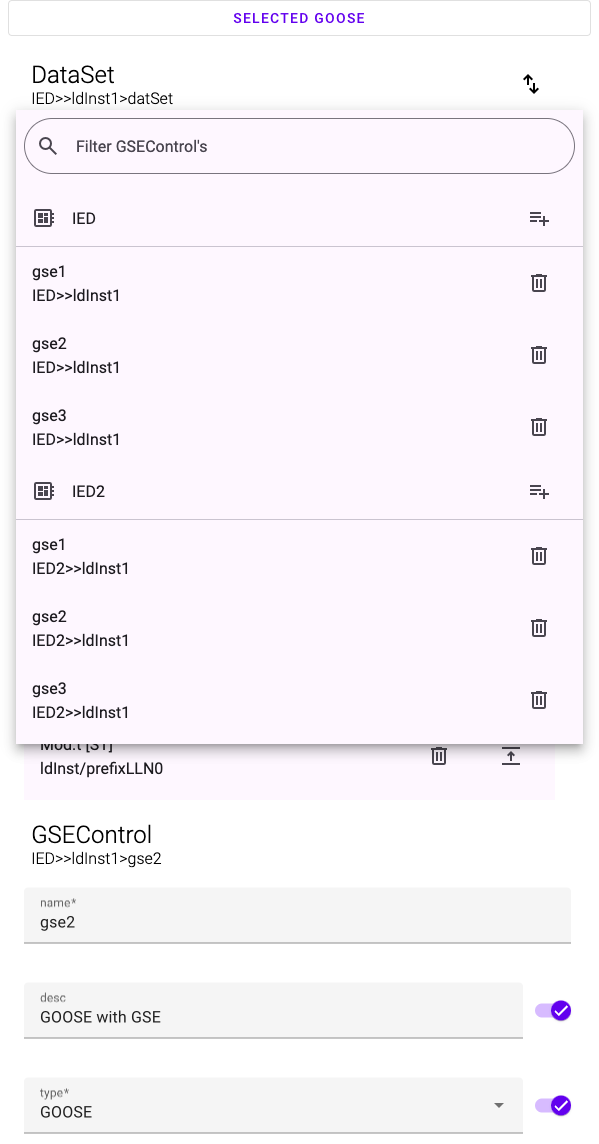 SELECTED GOOSE
DataSet
IED>>ldInst1>datSet
Filter GSEControl's
IED
gse1
IED>>ldInst1
gse2
IED>>ldInst1
gse3
IED>>ldInst1
IED2
gse1
IED2>>ldInst1
gse2
IED2>>ldInst1
gse3
IED2>>ldInst1
Mod.t [ST]
ldInst/prefixLLN0
GSEControl
IED>>ldInst1>gse2
name*
gse2
desc
GOOSE with GSE
type*
GOOSE